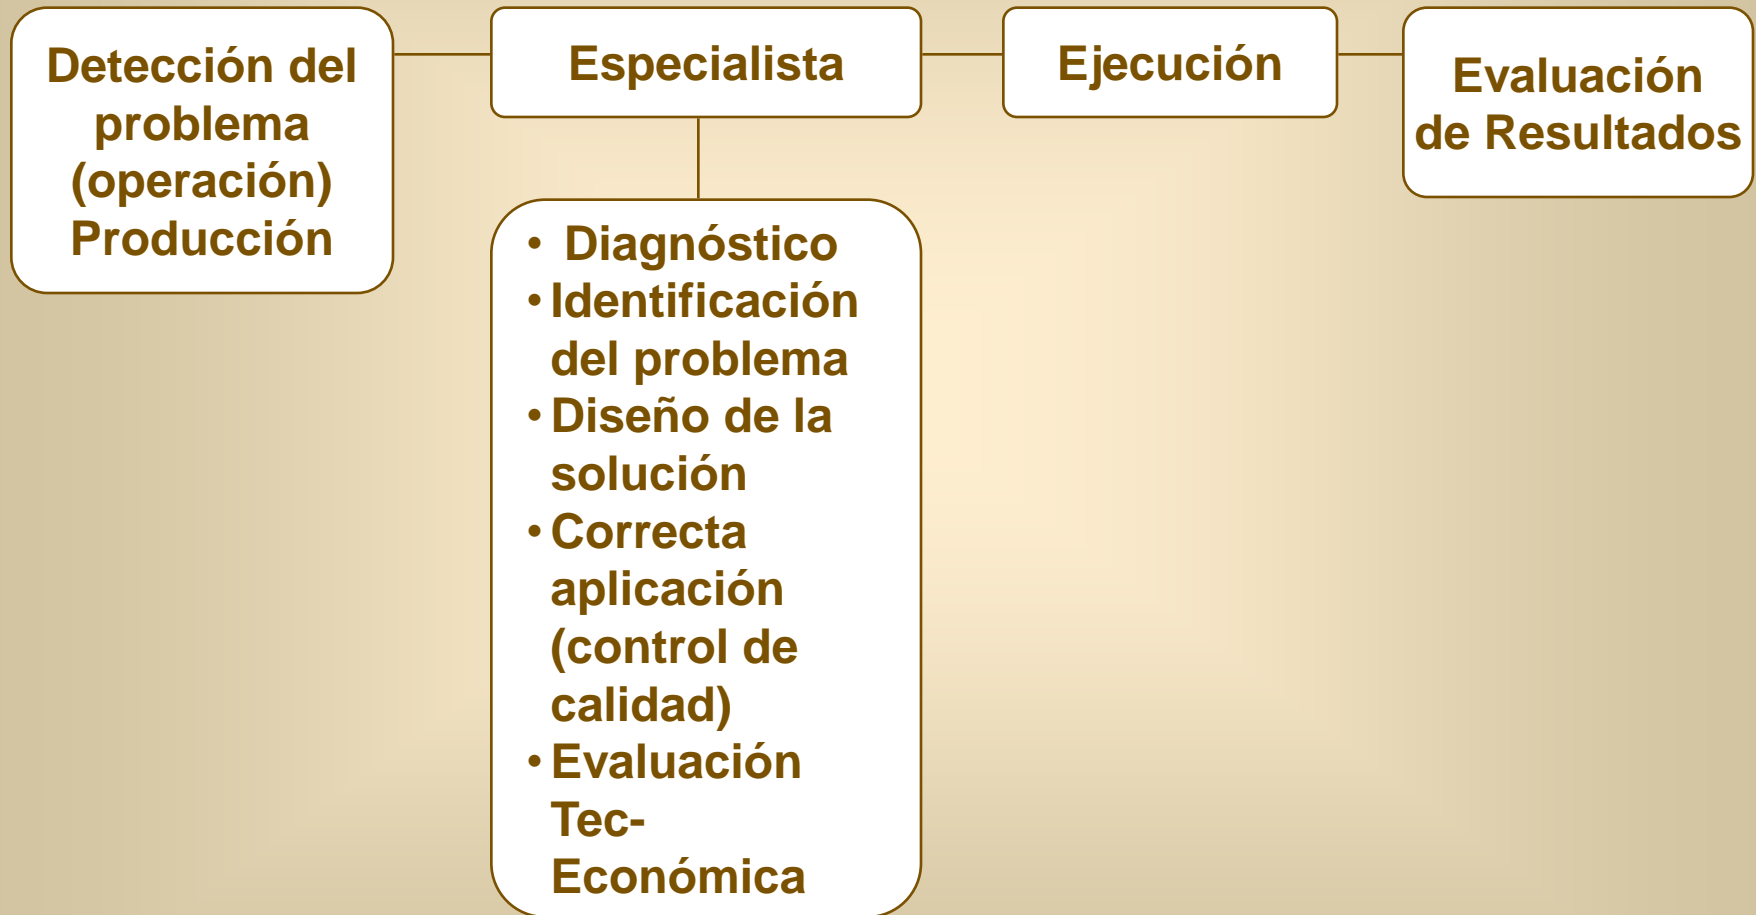 Detección del
problema
(operación)
Producción
Especialista
• Diagnóstico
• Identificación
del problema
• Diseño de la
solución
• Correcta
aplicación
(control de
calidad)
• Evaluación
Tec-
Económica
Ejecución
Evaluación
de Resultados